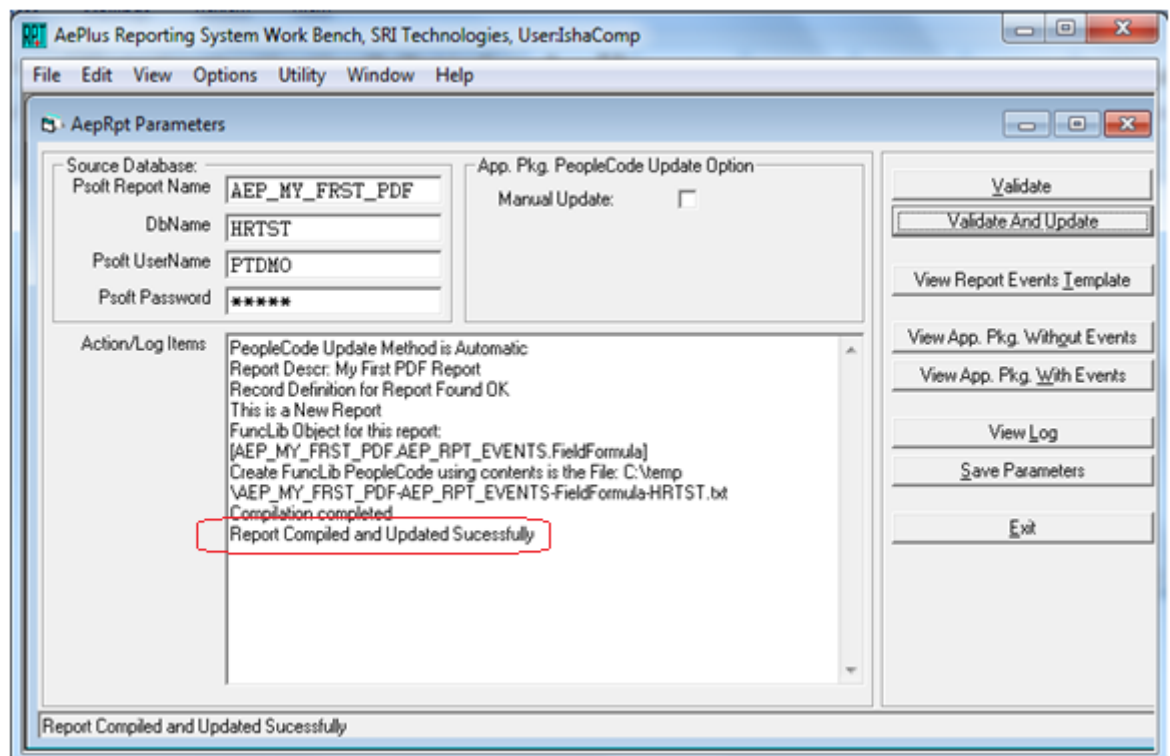 AePlus Reporting System Work Bench, SRI Technologies, User:IshaComp
File Edit View Options Utility Window Help
AepRpt Parameters
Source Database:
Psoft Report Name AEP_MY_FRST_PDF
DbName HRTST
Psoft UserName PTDMO
Psoft Password *****
App. Pkg. PeopleCode Update Option
Manual Update:
Action/Log Items
PeopleCode Update Method is Automatic
Report Descr: My First PDF Report
Record Definition for Report Found OK
This is a New Report
FuncLib Object for this report:
[AEP_MY_FRST_PDF.AEP_RPT_EVENTS.FieldFormula]
Create FuncLib PeopleCode using contents is the File: C:\temp
\AEP_MY_FRST_PDF-AEP_RPT_EVENTS-FieldFormula-HRTST.txt
Compilation completed
Report Compiled and Updated Sucessfully
Validate
Validate And Update
View Report Events Template
View App. Pkg. Without Events
View App. Pkg. With Events
View Log
Save Parameters
Exit
Report Compiled and Updated Sucessfully